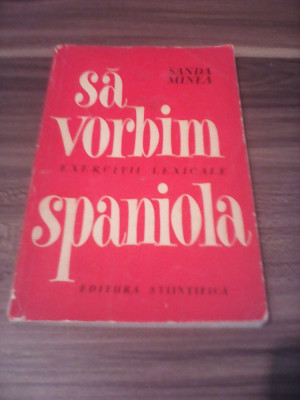 SANDA
MINEA
să
vorbim
EXERCIȚII LEXICALE
spaniola
EDITURA ȘTIINȚIFICĂ